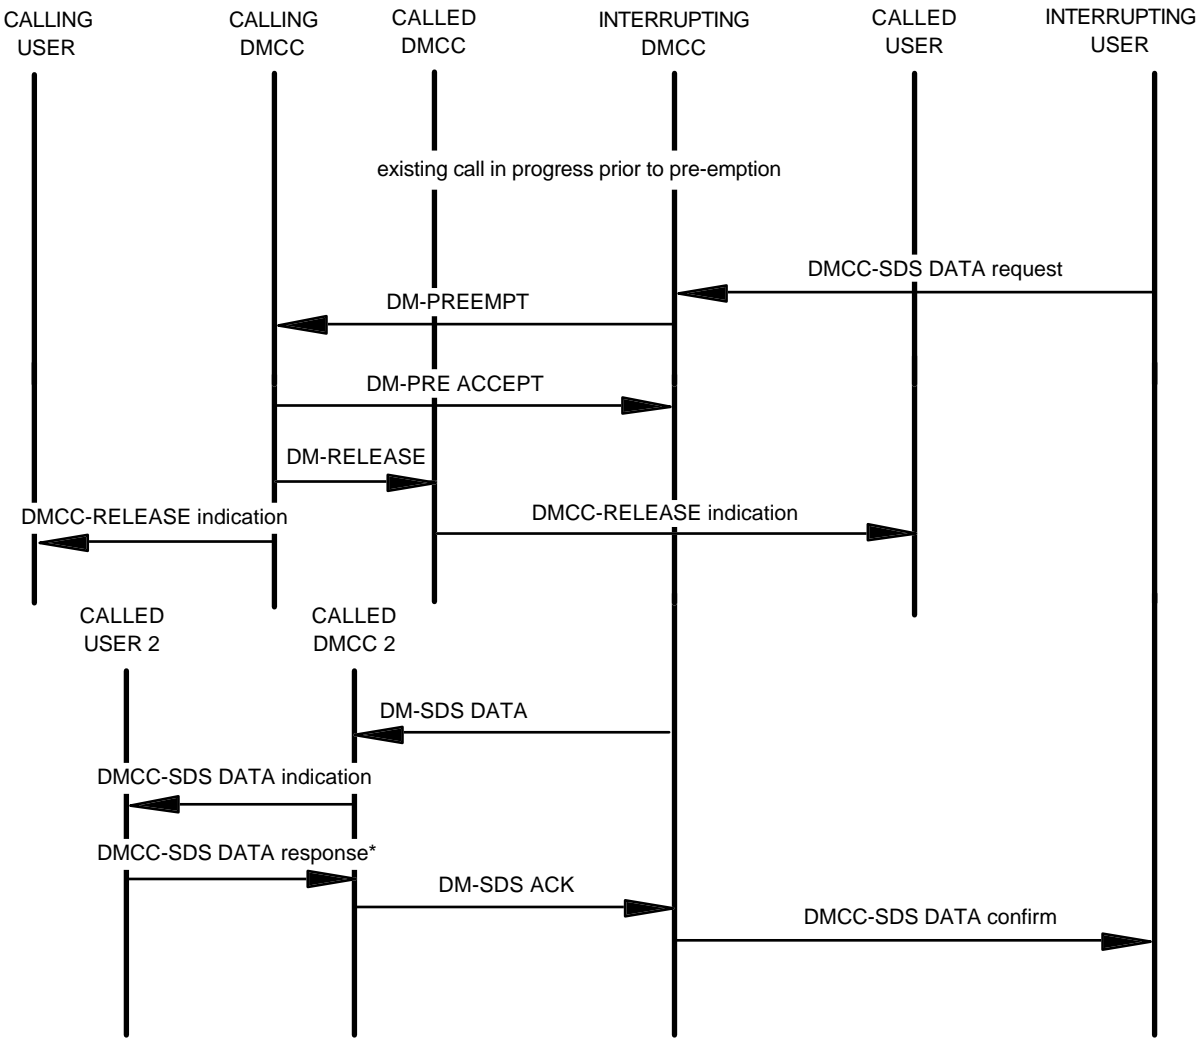 CALLING
USER
CALLING
DMCC
CALLED
DMCC
INTERRUPTING
DMCC
CALLED
USER
INTERRUPTING
USER
existing call in progress prior to pre-emption
DMCC-SDS DATA request
DM-PREEMPT
DM-PRE ACCEPT
DM-RELEASE
DMCC-RELEASE indication
DMCC-RELEASE indication
CALLED
USER 2
CALLED
DMCC 2
DM-SDS DATA
DMCC-SDS DATA indication
DMCC-SDS DATA response*
DM-SDS ACK
DMCC-SDS DATA confirm